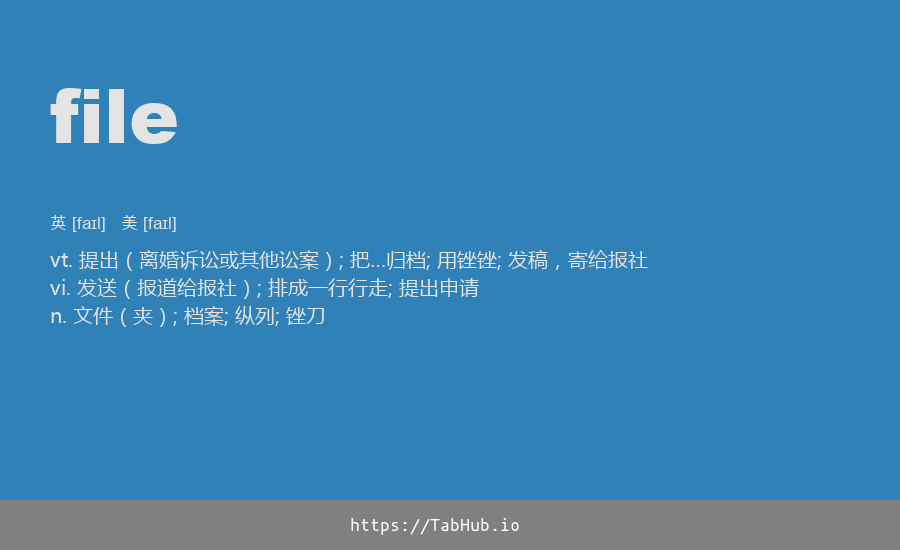 file
英 [faɪl] 美 [faɪl]
vt. 提出（离婚诉讼或其他讼案）; 把...归档; 用锉锉; 发稿，寄给报社
vi. 发送（报道给报社）; 排成一行行走; 提出申请
n. 文件（夹）; 档案; 纵列; 锉刀
https://TabHub.io